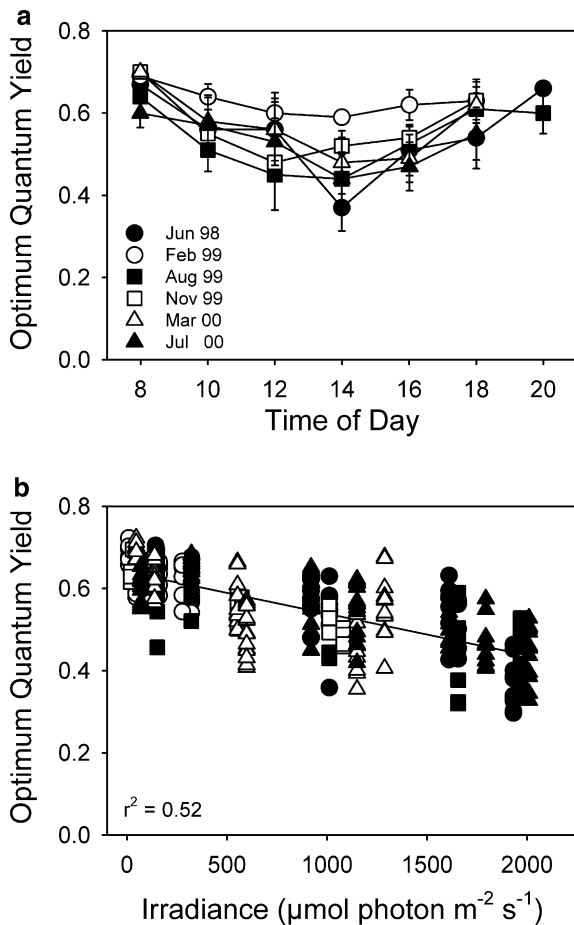 a
Optimum Quantum Yield
0.8
0.6
0.4
0.2
0.0
Jun 98
Feb 99
Aug 99
Nov 99
Mar 00
Jul 00
8 10 12 14 16 18 20
Time of Day
b
Optimum Quantum Yield
0.8
0.6
0.4
0.2
0.0
r² = 0.52
0 500 1000 1500 2000
Irradiance (µmol photon m⁻² s⁻¹)